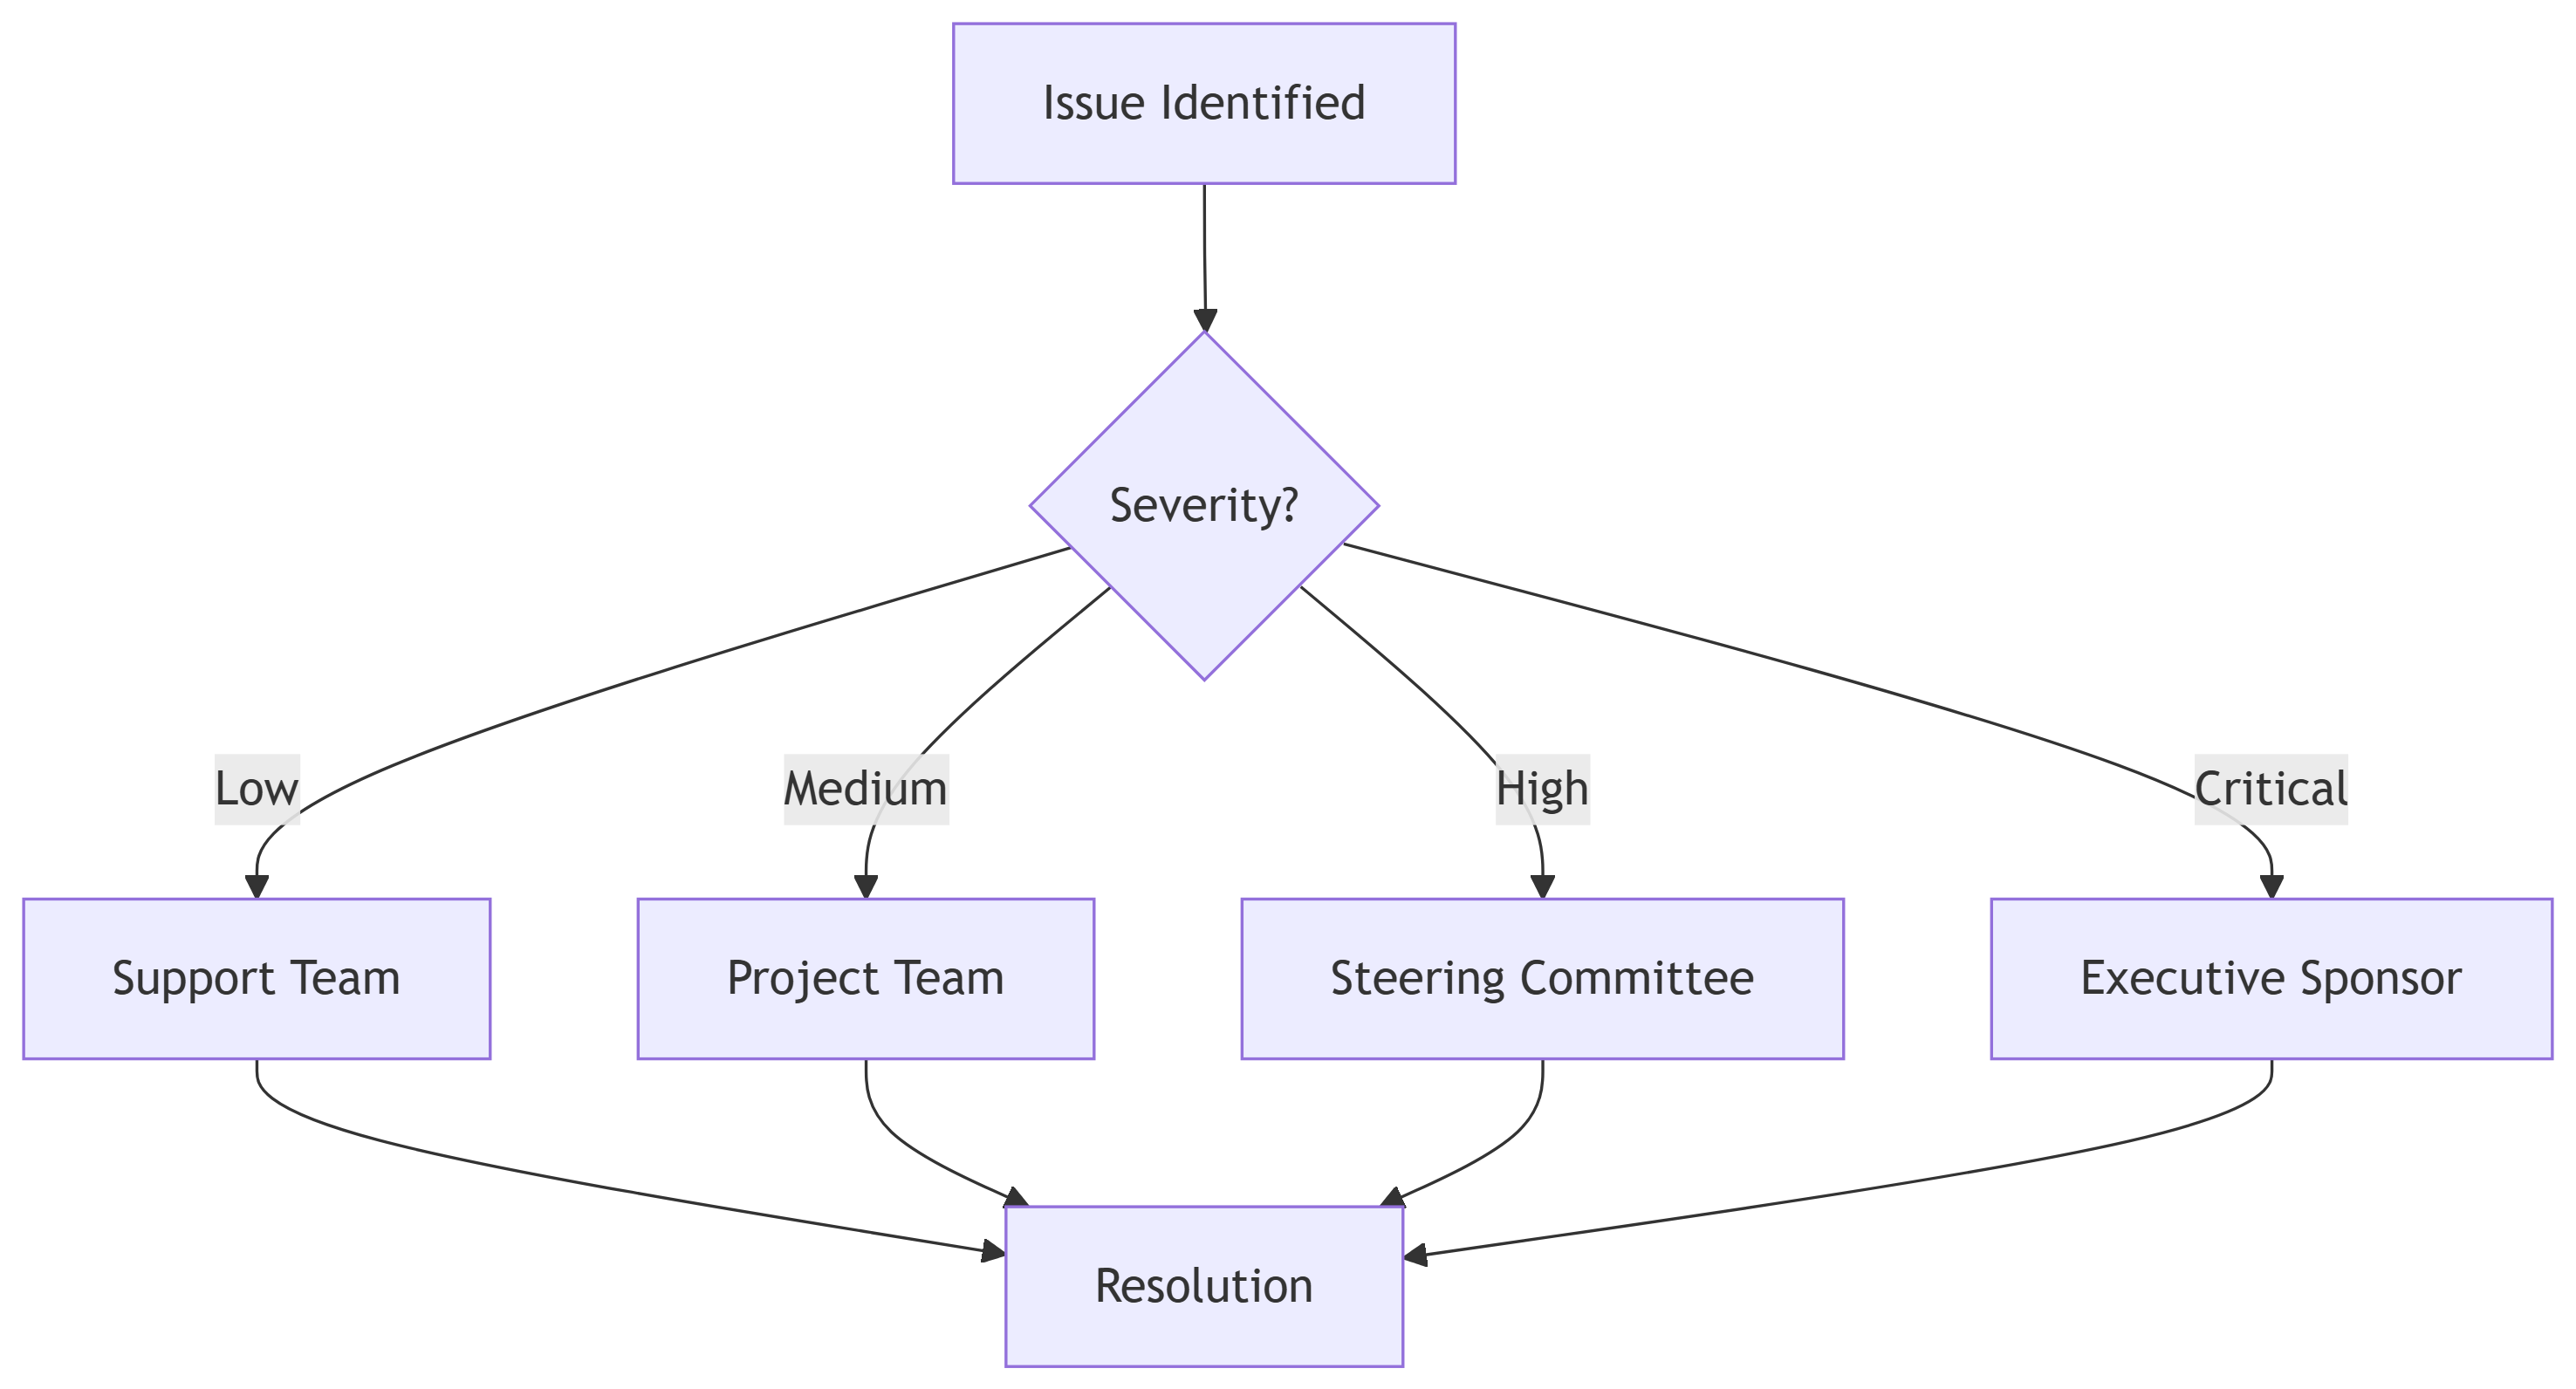 Issue Identified
Severity?
Low
Medium
High
Critical
Support Team
Project Team
Steering Committee
Executive Sponsor
Resolution